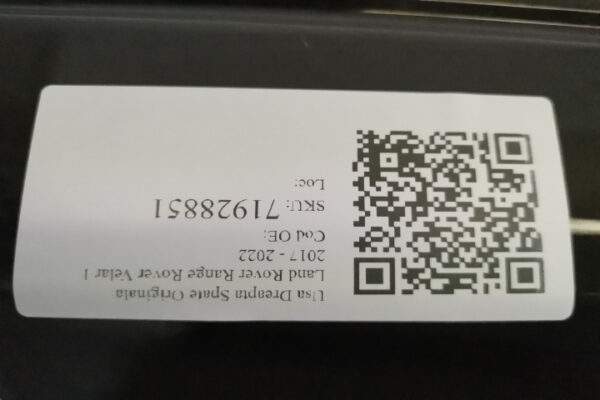 Usa Dreapta Spate Originala
Land Rover Range Rover Velar 1
2017 - 2022
Cod OE:
SKU: 71928851
Loc: